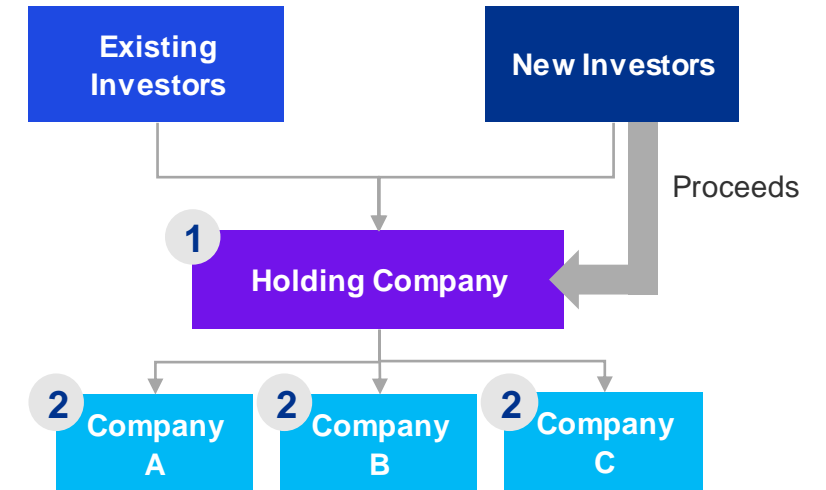 Existing
Investors
New Investors
Proceeds
1
Holding Company
2
Company
A
2
Company
B
2
Company
C